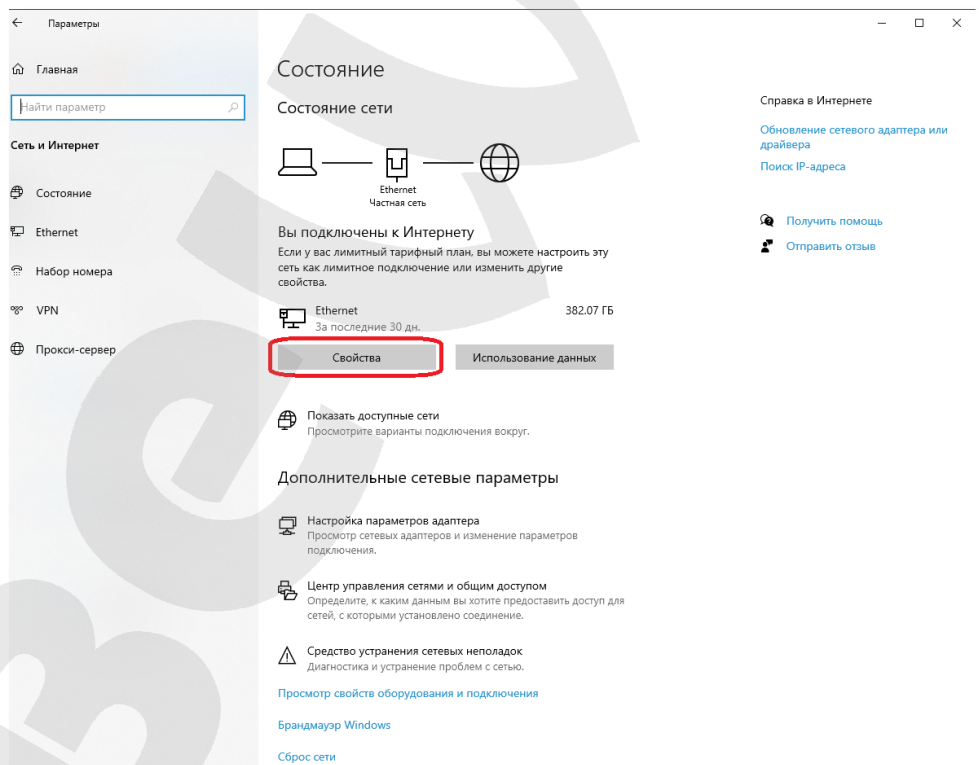 Параметры
Главная
Найти параметр
Сеть и Интернет
Состояние
Ethernet
Набор номера
VPN
Прокси-сервер
Состояние
Состояние сети
Ethernet
Частная сеть
Вы подключены к Интернету
Если у вас лимитный тарифный план, вы можете настроить эту
сеть как лимитное подключение или изменить другие
свойства.
Ethernet
382.07 ГБ
За последние 30 дн.
Свойства
Использование данных
Показать доступные сети
Просмотрите варианты подключения вокруг.
Дополнительные сетевые параметры
Настройка параметров адаптера
Просмотр сетевых адаптеров и изменение параметров
подключения.
Центр управления сетями и общим доступом
Определите, к каким данным вы хотите предоставить доступ для
сетей, с которыми установлено соединение.
Средство устранения сетевых неполадок
Диагностика и устранение проблем с сетью.
Просмотр свойств оборудования и подключения
Брандмауэр Windows
Сброс сети
Справка в Интернете
Обновление сетевого адаптера или
драйвера
Поиск IP-адреса
Получить помощь
Отправить отзыв